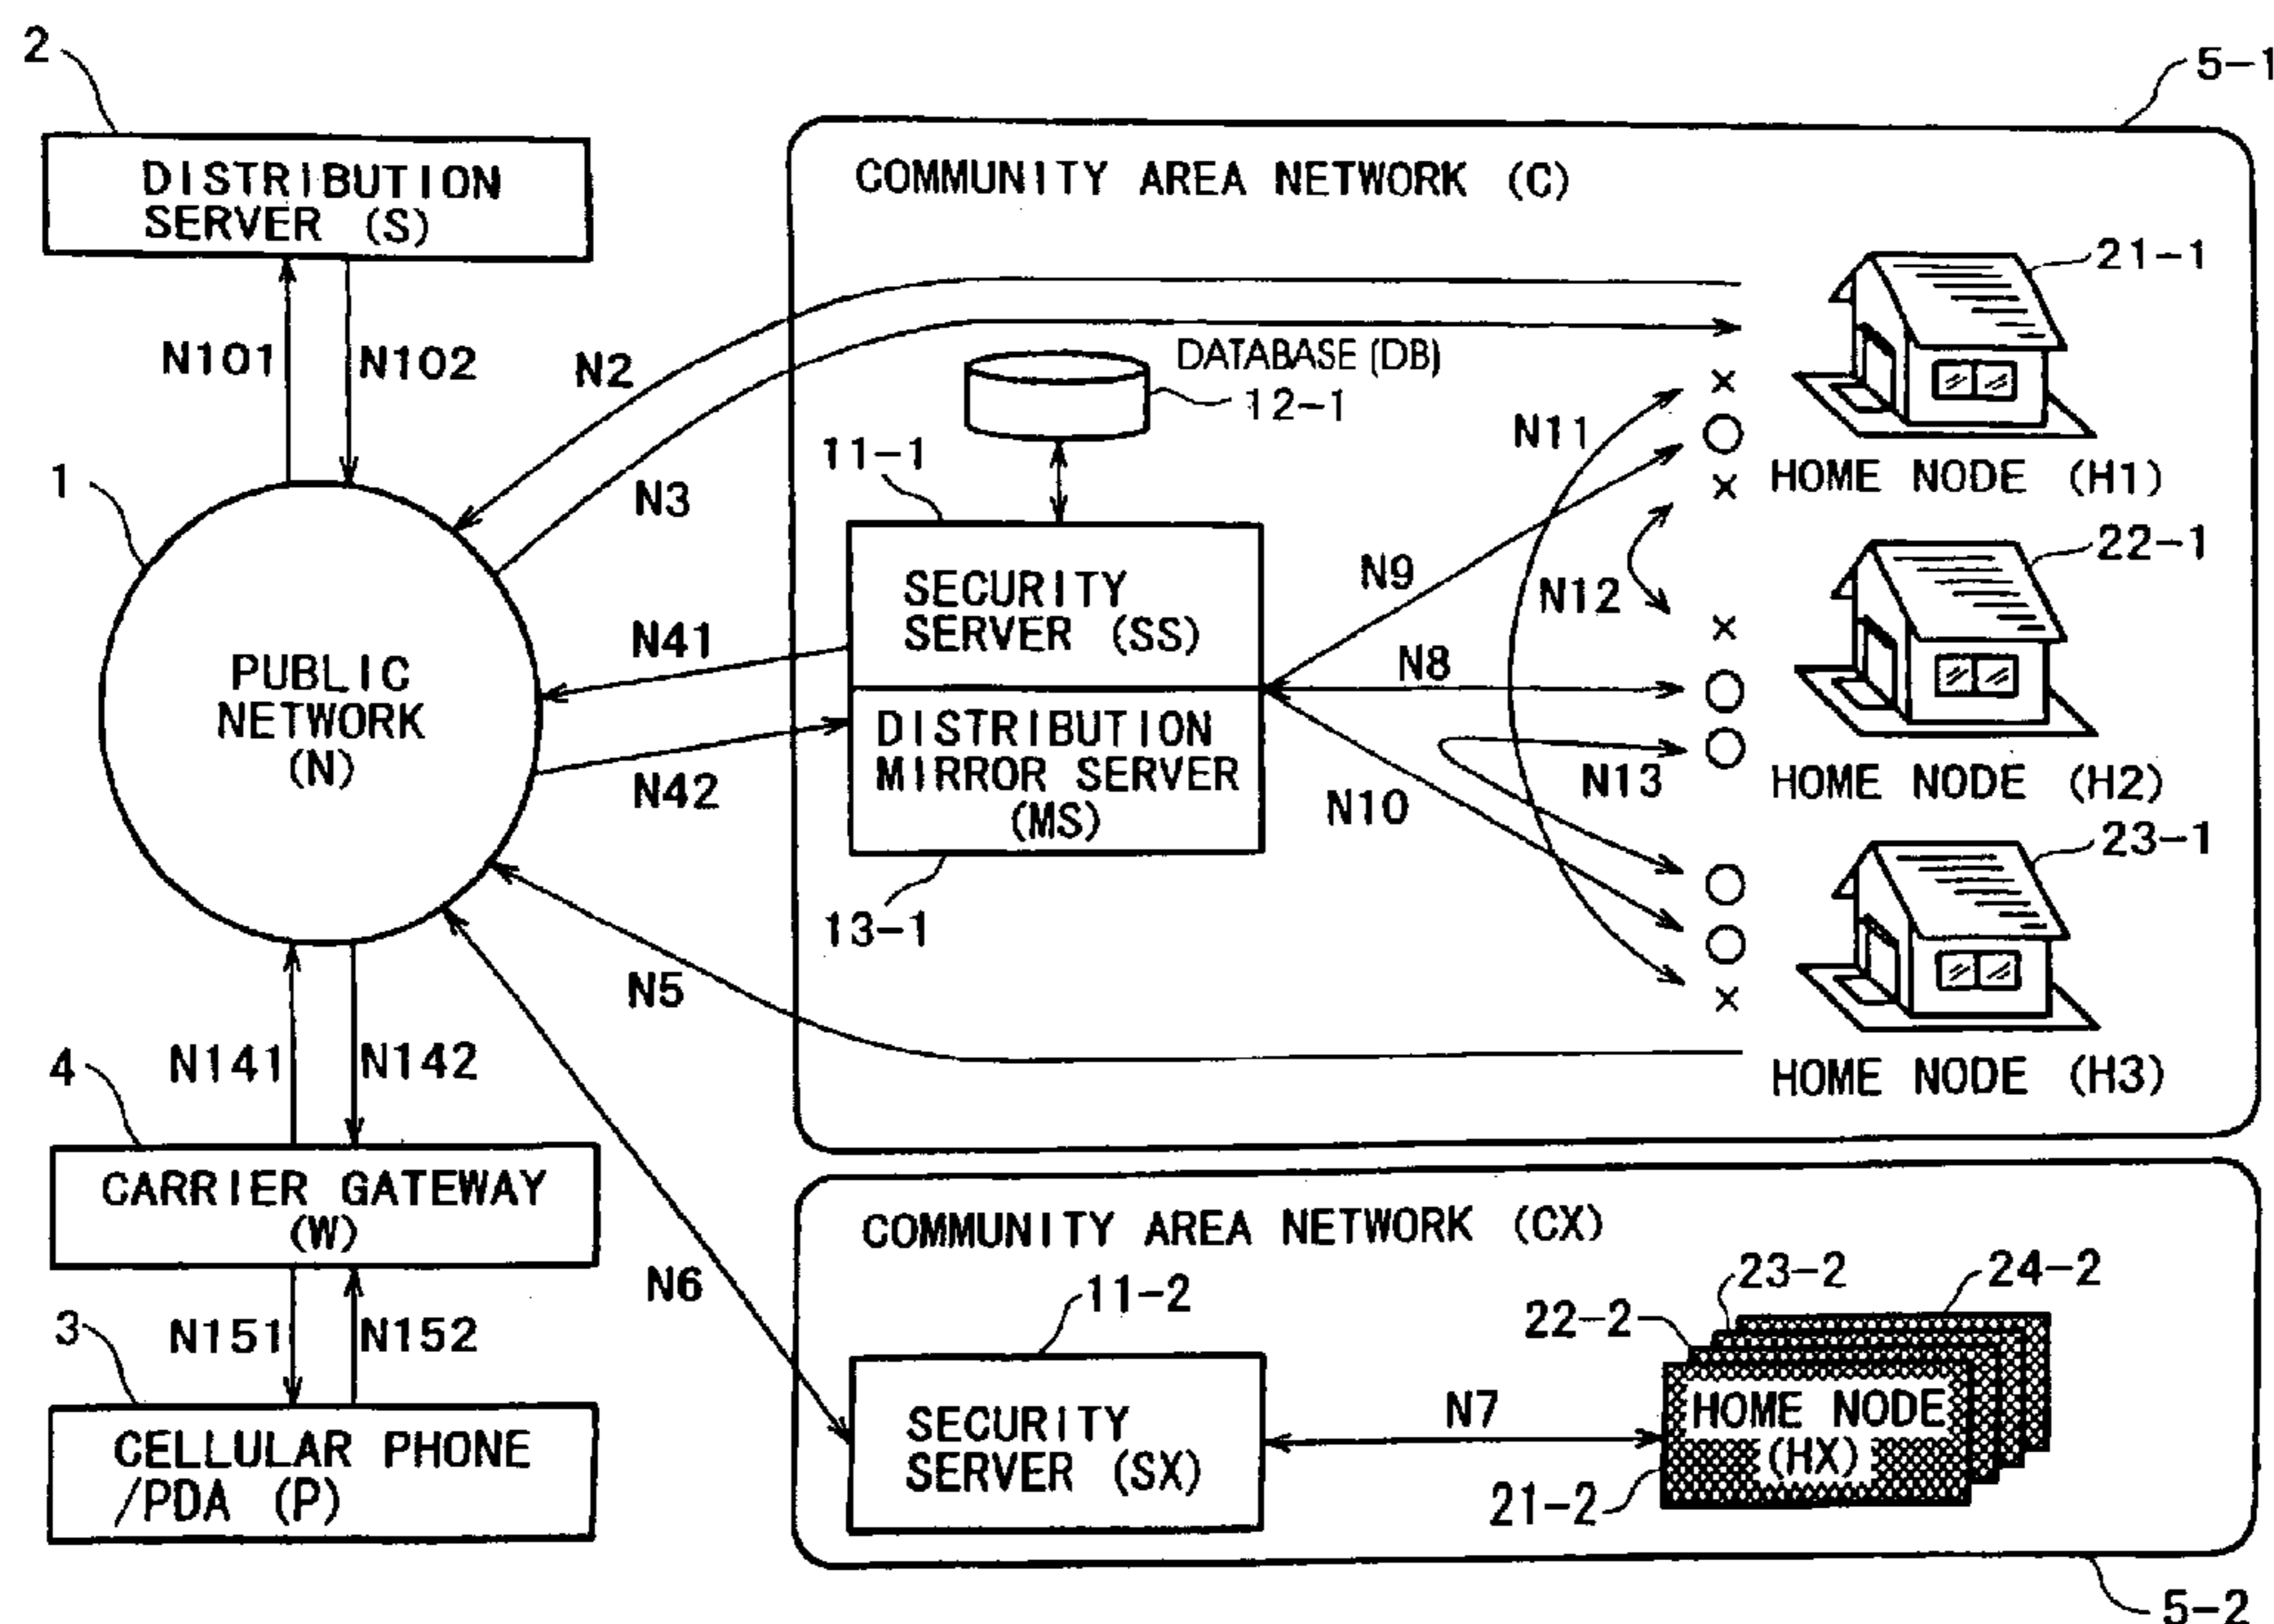 2
5-1
DISTRIBUTION
SERVER (S)
COMMUNITY AREA NETWORK (C)
21-1
N101
N102
N2
DATABASE (DB)
12-1
N11
11-1
HOME NODE (H1)
1
N3
22-1
N9
N12
SECURITY
SERVER (SS)
N41
N8
PUBLIC
NETWORK
(N)
DISTRIBUTION
MIRROR SERVER
(MS)
N42
N13
HOME NODE (H2)
N10
23-1
13-1
N5
4
N141
N142
HOME NODE (H3)
CARRIER GATEWAY
(W)
COMMUNITY AREA NETWORK (CX)
N6
11-2
23-2
24-2
22-2
3
N151
N152
HOME NODE
(HX)
N7
CELLULAR PHONE
/PDA (P)
SECURITY
SERVER (SX)
21-2
5-2